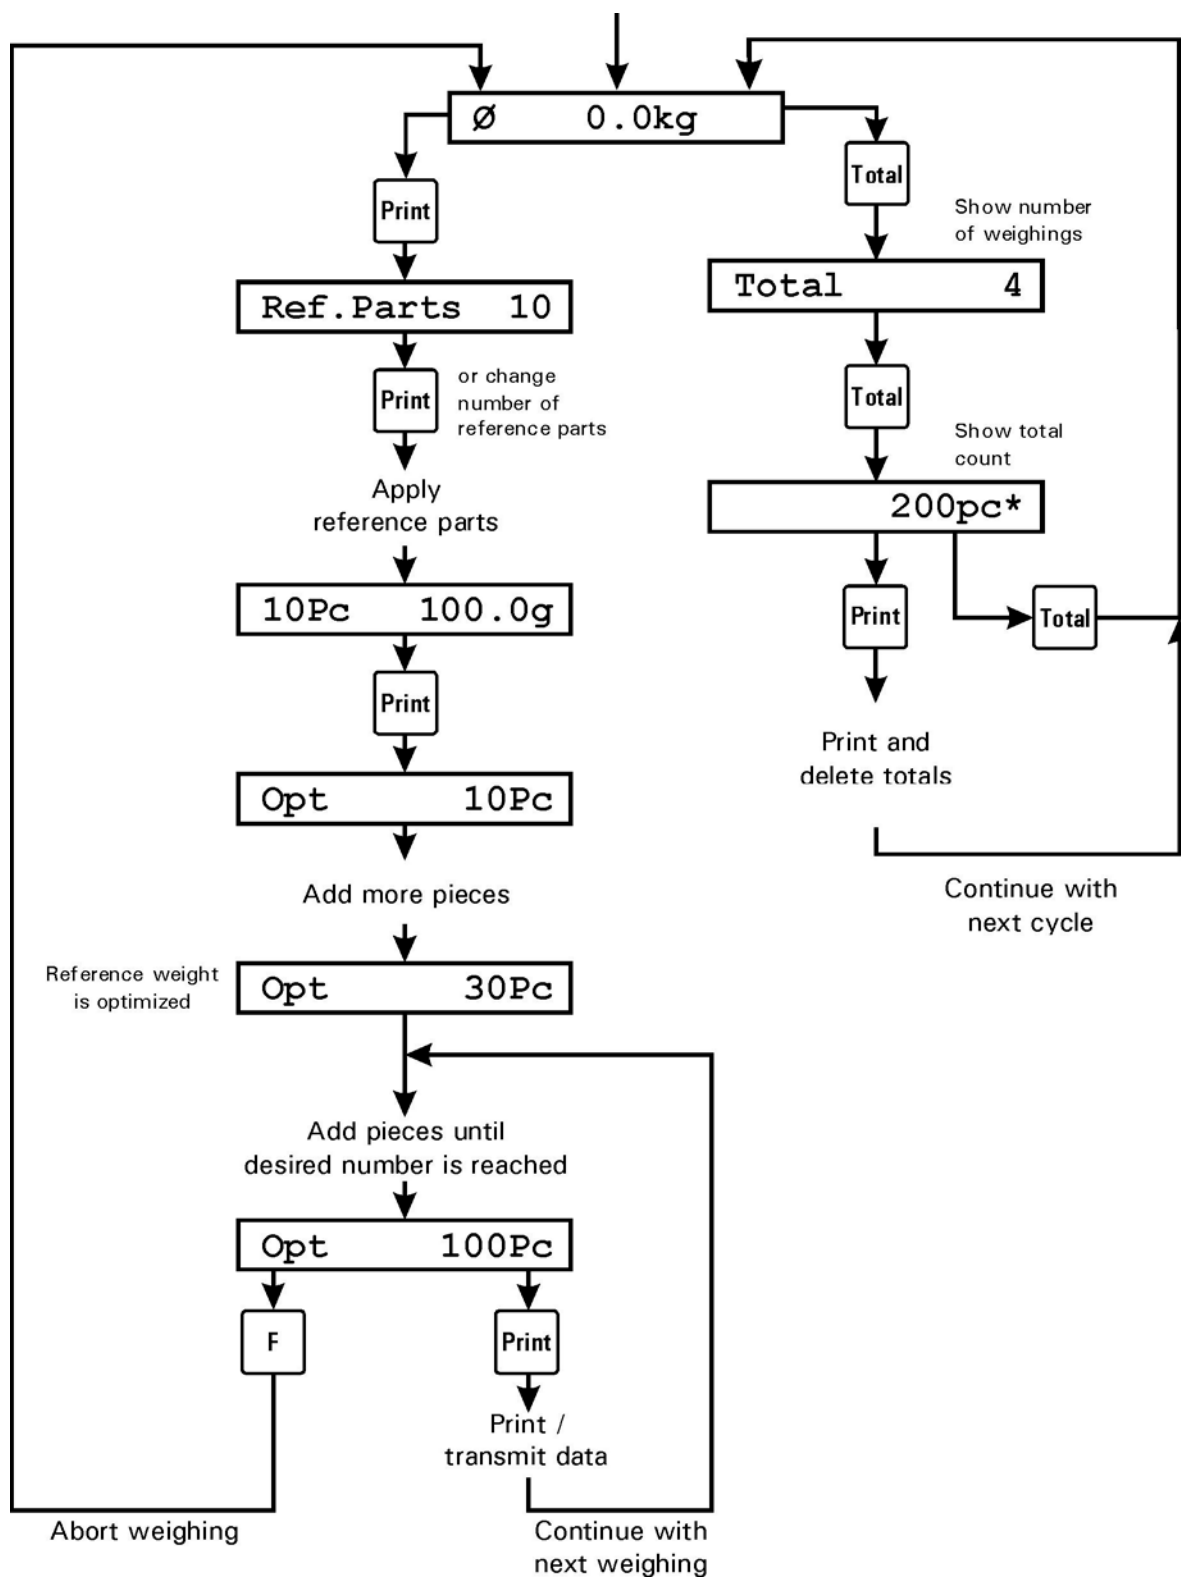 Ø 0.0kg
Print
Ref.Parts 10
Print
or change
number of
reference parts
Apply
reference parts
10Pc 100.0g
Print
Opt 10Pc
Add more pieces
Reference weight
is optimized
Opt 30Pc
Add pieces until
desired number is reached
Opt 100Pc
F
Abort weighing
Print
Print /
transmit data
Continue with
next weighing
Total
Show number
of weighings
Total 4
Total
Show total
count
200pc*
Print
Total
Print and
delete totals
Continue with
next cycle